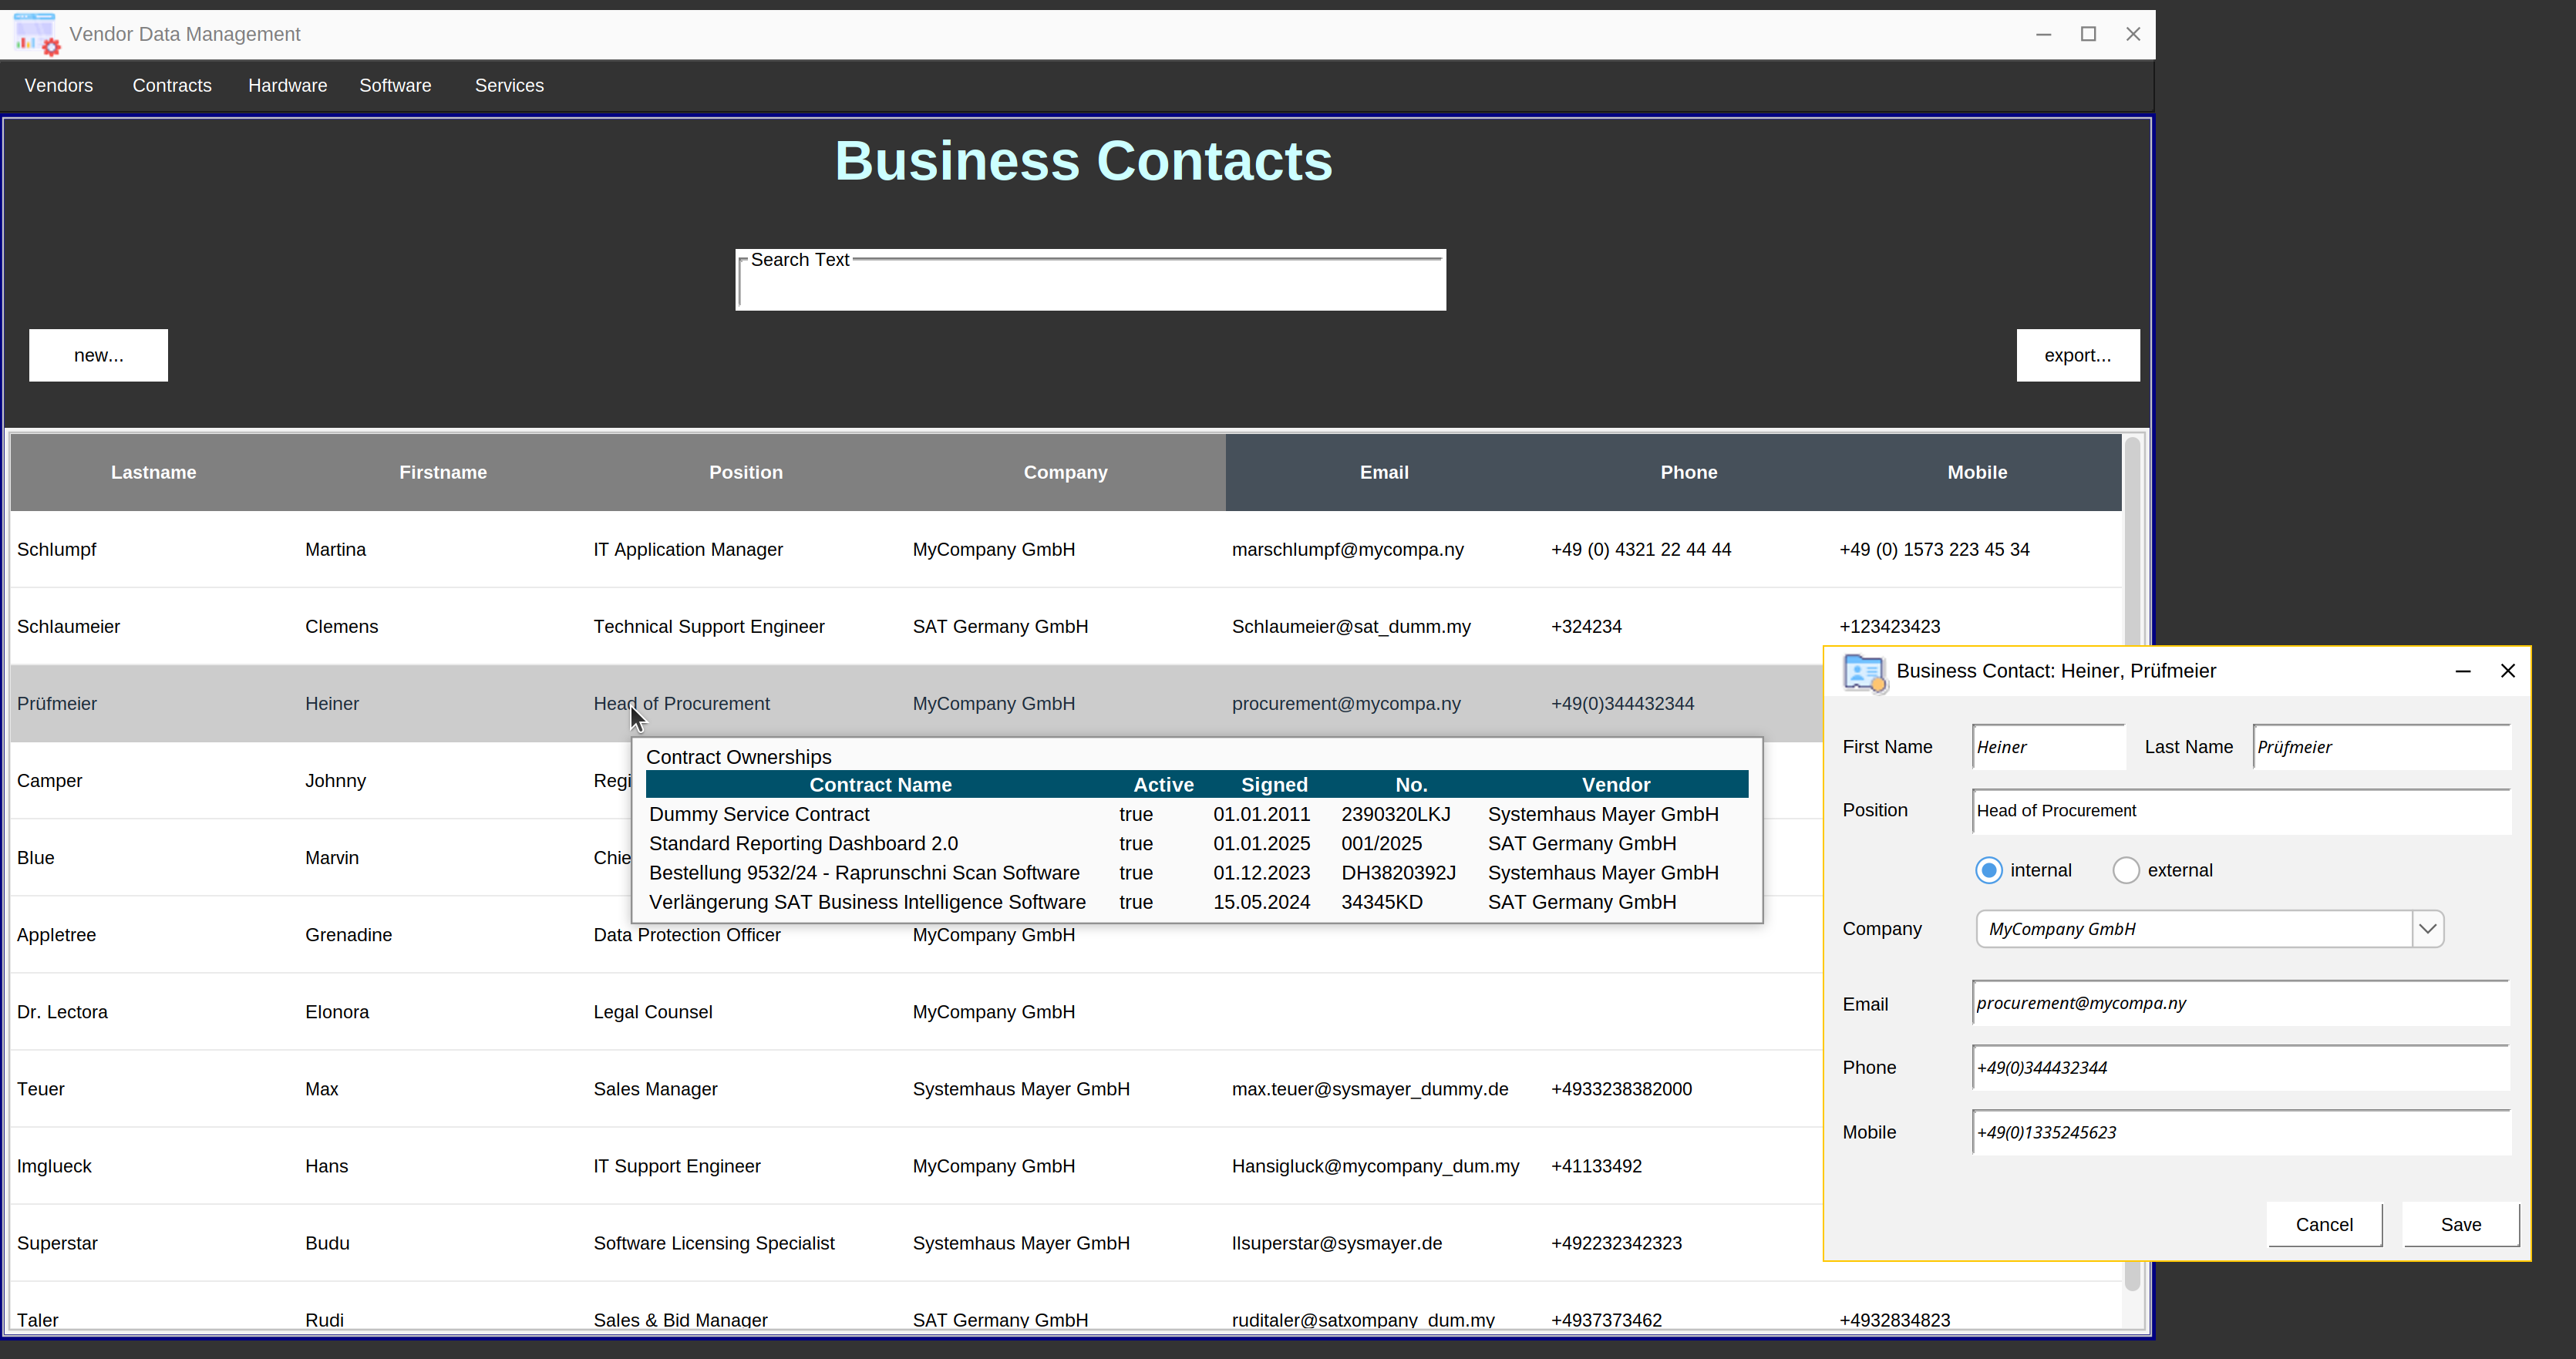 Vendor Data Management
Vendors Contracts Hardware Software Services
Business Contacts
Search Text
new...
export...
Lastname Firstname Position Company Email Phone Mobile
Schlumpf Martina IT Application Manager MyCompany GmbH marschlumpf@mycompa.ny +49 (0) 4321 22 44 44 +49 (0) 1573 223 45 34
Schlaumeier Clemens Technical Support Engineer SAT Germany GmbH Schlaumeier@sat_dumm.my +324234 +123423423
Prüfmeier Heiner Head of Procurement MyCompany GmbH procurement@mycompa.ny +49(0)344432344
Camper Johnny Regi
Blue Marvin Chie
Appletree Grenadine Data Protection Officer MyCompany GmbH
Dr. Lectora Elonora Legal Counsel MyCompany GmbH
Teuer Max Sales Manager Systemhaus Mayer GmbH max.teuer@sysmayer_dummy.de +4933238382000
Imglueck Hans IT Support Engineer MyCompany GmbH Hansigluck@mycompany_dum.my +41133492
Superstar Budu Software Licensing Specialist Systemhaus Mayer GmbH llsuperstar@sysmayer.de +492232342323
Taler Rudi Sales & Bid Manager SAT Germany GmbH ruditaler@satxompany_dum.my +4937373462 +4932834823
Contract Ownerships
Contract Name Active Signed No. Vendor
Dummy Service Contract true 01.01.2011 2390320LKJ Systemhaus Mayer GmbH
Standard Reporting Dashboard 2.0 true 01.01.2025 001/2025 SAT Germany GmbH
Bestellung 9532/24 - Raprunschni Scan Software true 01.12.2023 DH3820392J Systemhaus Mayer GmbH
Verlängerung SAT Business Intelligence Software true 15.05.2024 34345KD SAT Germany GmbH
Business Contact: Heiner, Prüfmeier
First Name Heiner Last Name Prüfmeier
Position Head of Procurement
internal external
Company MyCompany GmbH
Email procurement@mycompa.ny
Phone +49(0)344432344
Mobile +49(0)1335245623
Cancel Save